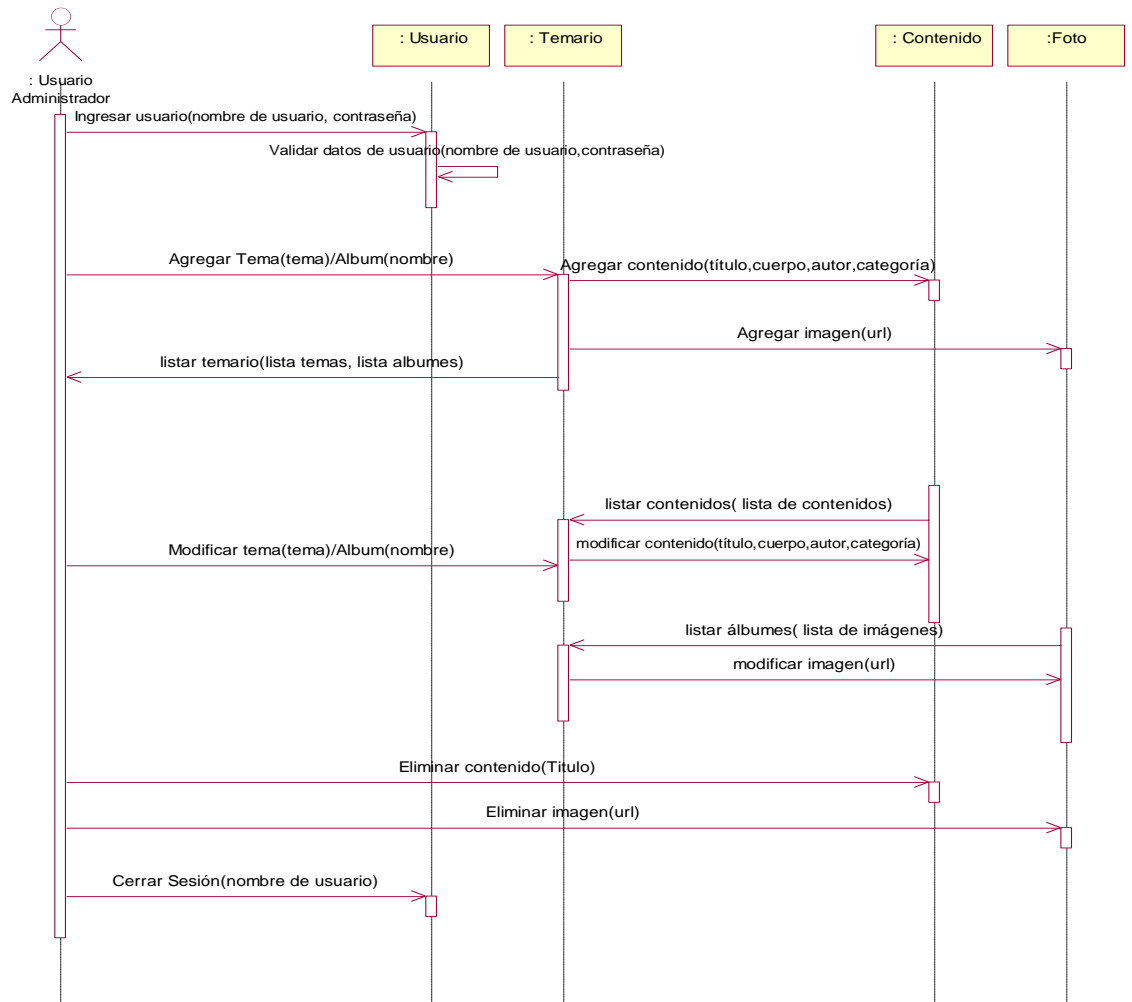 : Usuario
: Temario
: Contenido
:Foto
: Usuario
Administrador
Ingresar usuario(nombre de usuario, contraseña)
Validar datos de usuario(nombre de usuario,contraseña)
Agregar Tema(tema)/Album(nombre)
Agregar contenido(título,cuerpo,autor,categoría)
Agregar imagen(url)
listar temario(lista temas, lista albumes)
listar contenidos( lista de contenidos)
Modificar tema(tema)/Album(nombre)
modificar contenido(título,cuerpo,autor,categoría)
listar álbumes( lista de imágenes)
modificar imagen(url)
Eliminar contenido(Titulo)
Eliminar imagen(url)
Cerrar Sesión(nombre de usuario)